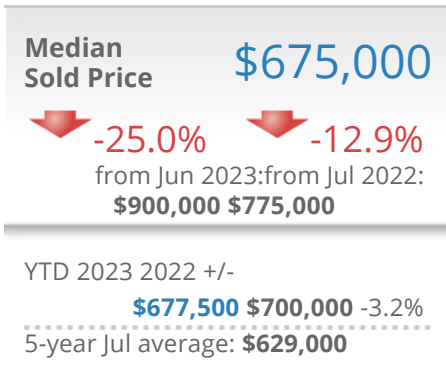 Median
Sold Price
$675,000
-25.0% -12.9%
from Jun 2023:from Jul 2022:
$900,000 $775,000
YTD 2023 2022 +/-
$677,500 $700,000 -3.2%
5-year Jul average: $629,000